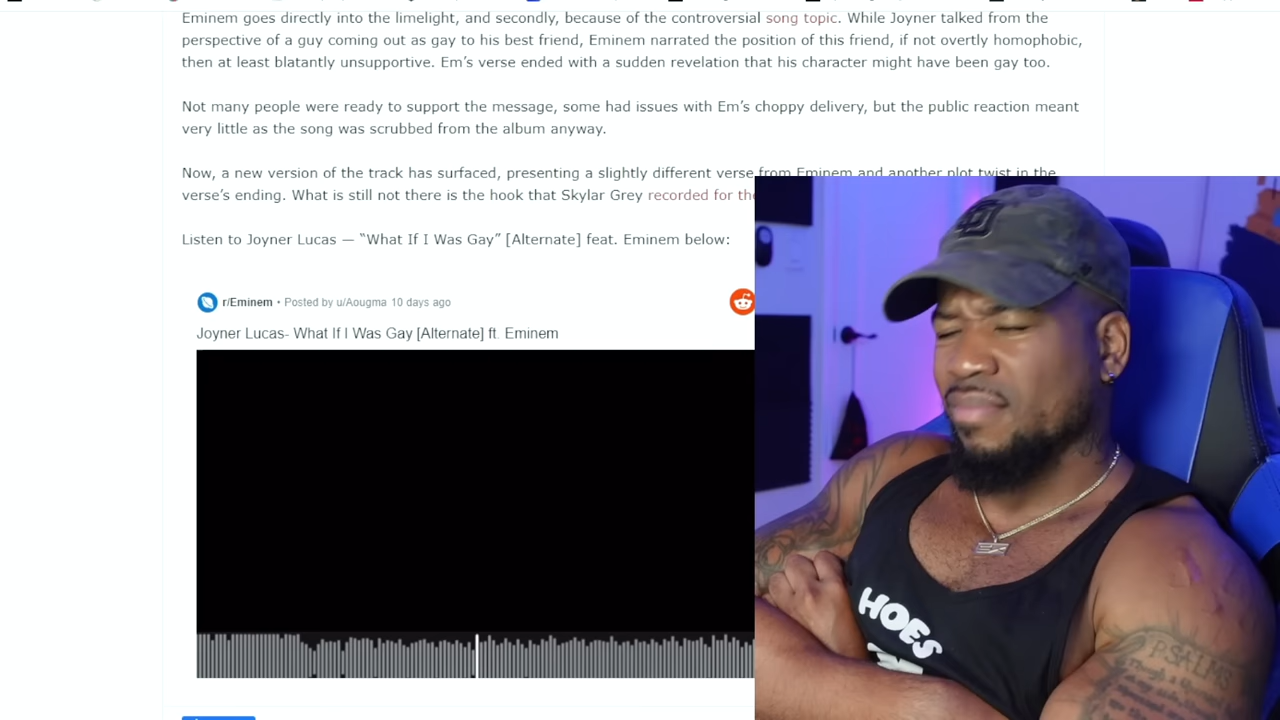 Eminem goes directly into the limelight, and secondly, because of the controversial song topic. While Joyner talked from the
perspective of a guy coming out as gay to his best friend, Eminem narrated the position of this friend, if not overtly homophobic,
then at least blatantly unsupportive. Em’s verse ended with a sudden revelation that his character might have been gay too.
Not many people were ready to support the message, some had issues with Em’s choppy delivery, but the public reaction meant
very little as the song was scrubbed from the album anyway.
Now, a new version of the track has surfaced, presenting a slightly different verse from Eminem and another plot twist in the
verse’s ending. What is still not there is the hook that Skylar Grey recorded for the
Listen to Joyner Lucas — “What If I Was Gay” [Alternate] feat. Eminem below:
r/Eminem • Posted by u/Aougma 10 days ago
Joyner Lucas- What If I Was Gay [Alternate] ft. Eminem
HOES
PSALMS